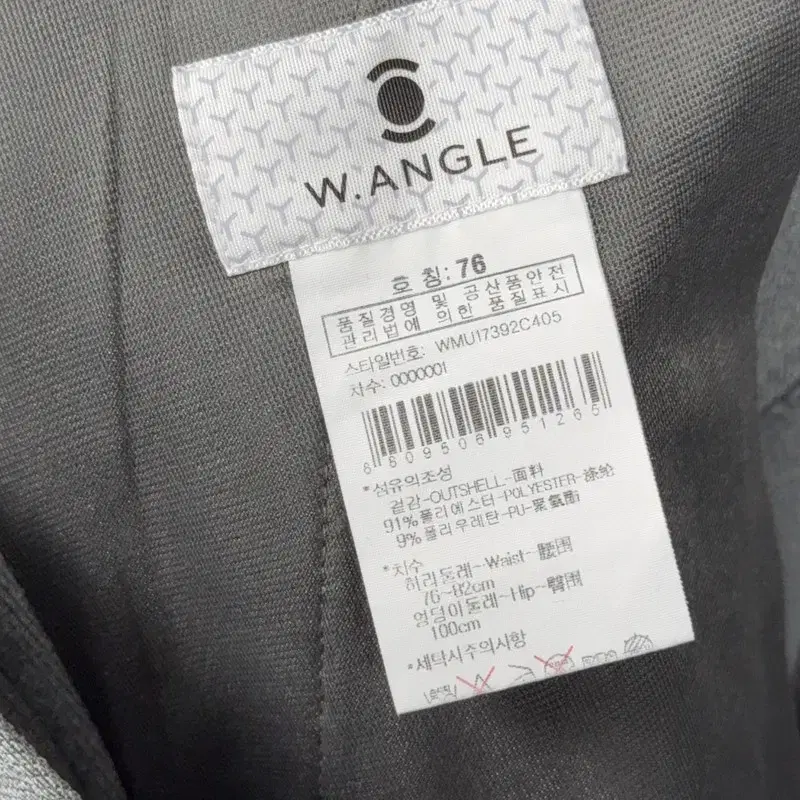 W.ANGLE
호 칭: 76
품질경영 및 공산품안전
관리법에 의한 품질표시
스타일번호: WMU17392C405
차수: 0000001
6809506951265
*섬유의조성
겉감-OUTSHELL-面料
91%폴리에스터-POLYESTER-涤纶
9%폴리우레탄-PU-聚氨酯
*치수
허리둘레-Waist-腰围
76~82cm
엉덩이둘레-Hip-臀围
100cm
*세탁시주의사항